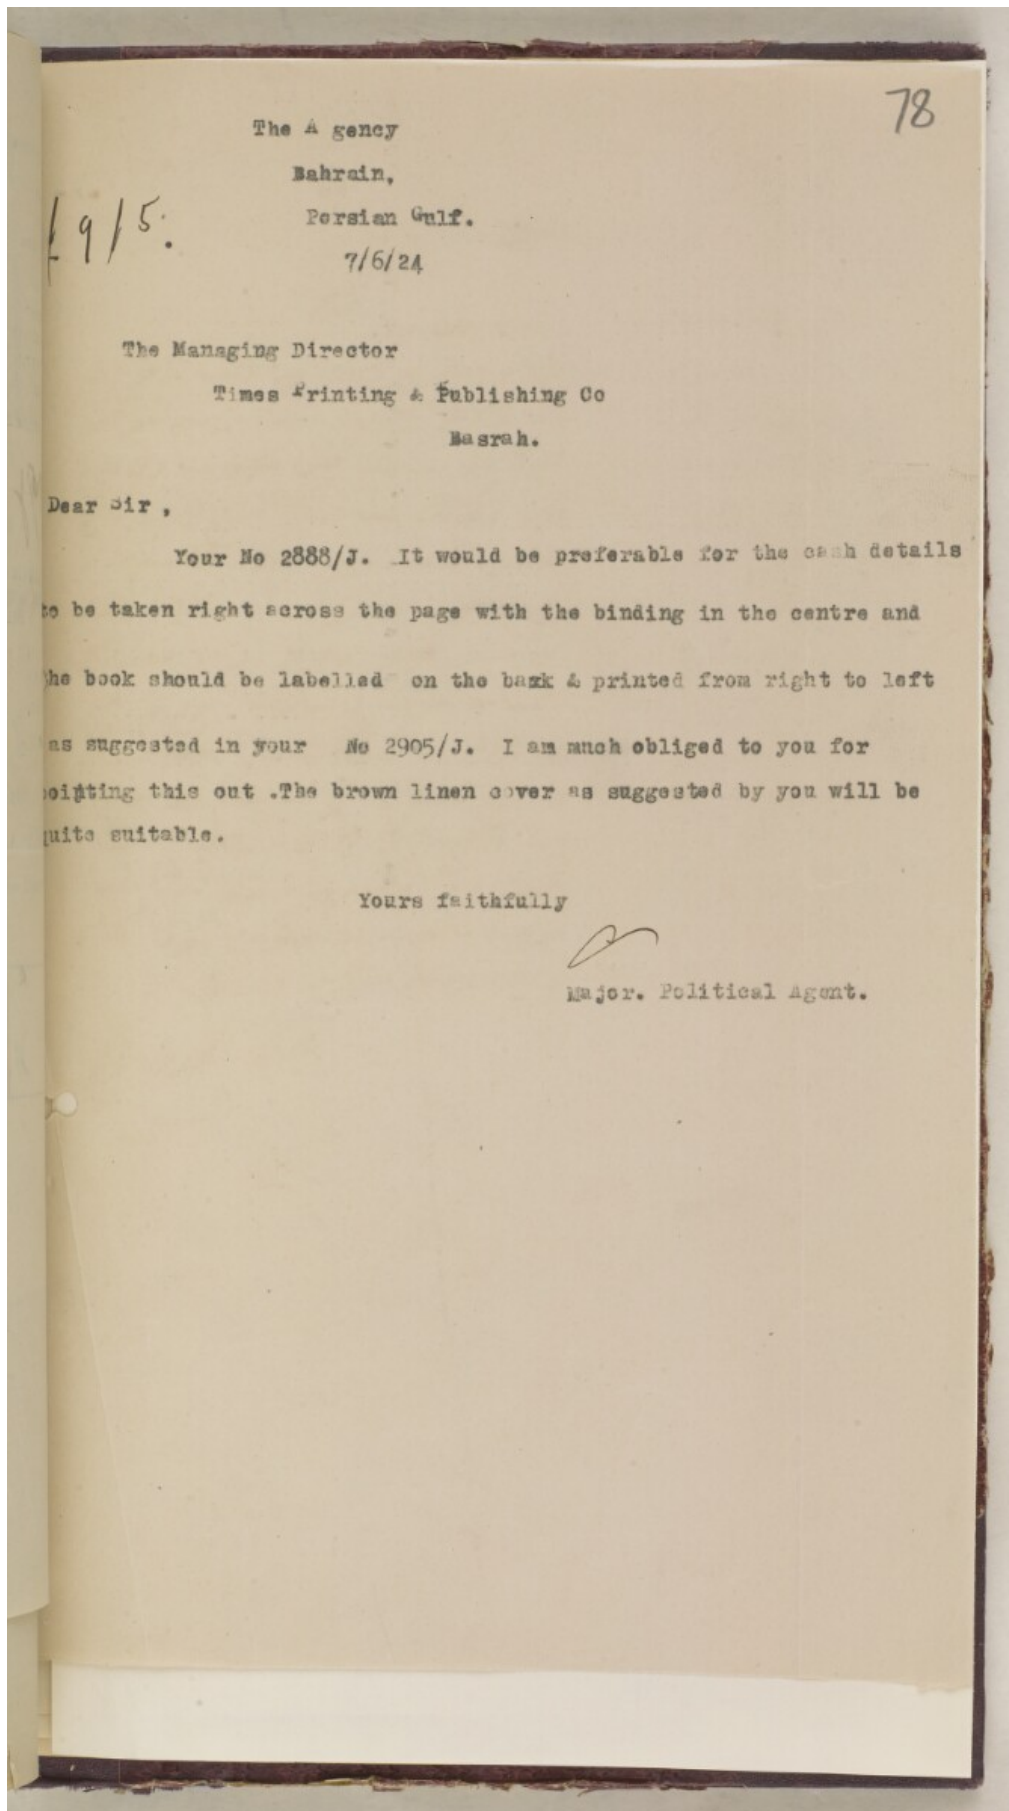 78
The Agency
Bahrain,
Persian Gulf.
/9/5.
7/6/24
The Managing Director
Times Printing & Publishing Co
Basrah.
Dear Sir,
Your No 2888/J. It would be preferable for the cash details
to be taken right across the page with the binding in the centre and
the book should be labelled on the back & printed from right to left
as suggested in your No 2905/J. I am much obliged to you for
pointing this out .The brown linen cover as suggested by you will be
quite suitable.
Yours faithfully
Major. Political Agent.